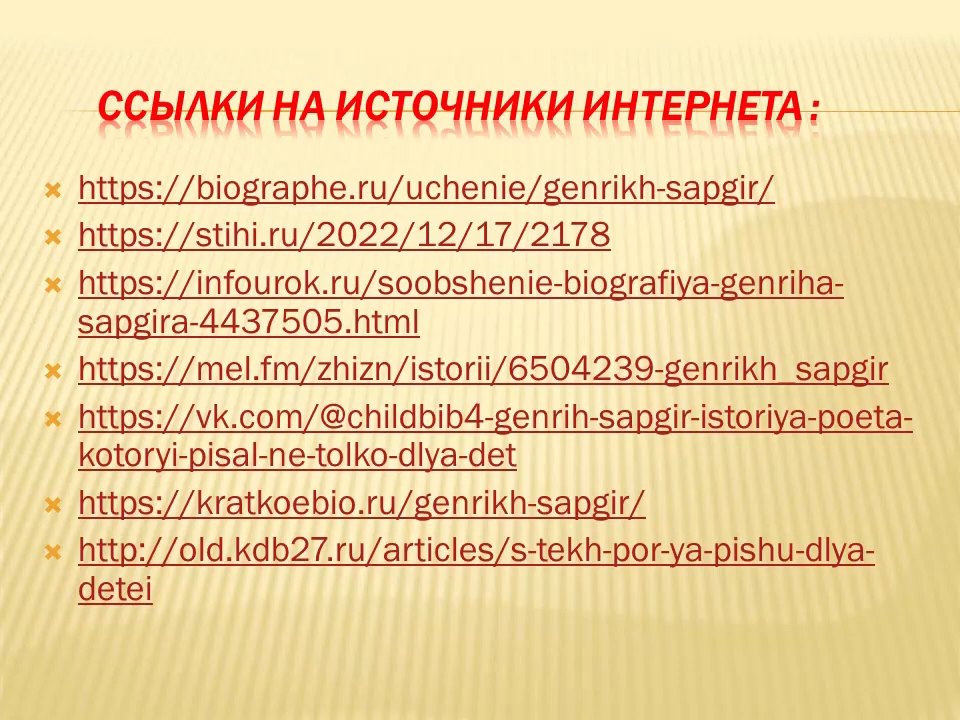 ССЫЛКИ НА ИСТОЧНИКИ ИНТЕРНЕТА :
https://biographe.ru/uchenie/genrikh-sapgir/
https://stihi.ru/2022/12/17/2178
https://infourok.ru/soobshenie-biografiya-genriha-
sapgira-4437505.html
https://mel.fm/zhizn/istorii/6504239-genrikh_sapgir
https://vk.com/@childbib4-genrih-sapgir-istoriya-poeta-
kotoryi-pisal-ne-tolko-dlya-det
https://kratkoebio.ru/genrikh-sapgir/
http://old.kdb27.ru/articles/s-tekh-por-ya-pishu-dlya-
detei